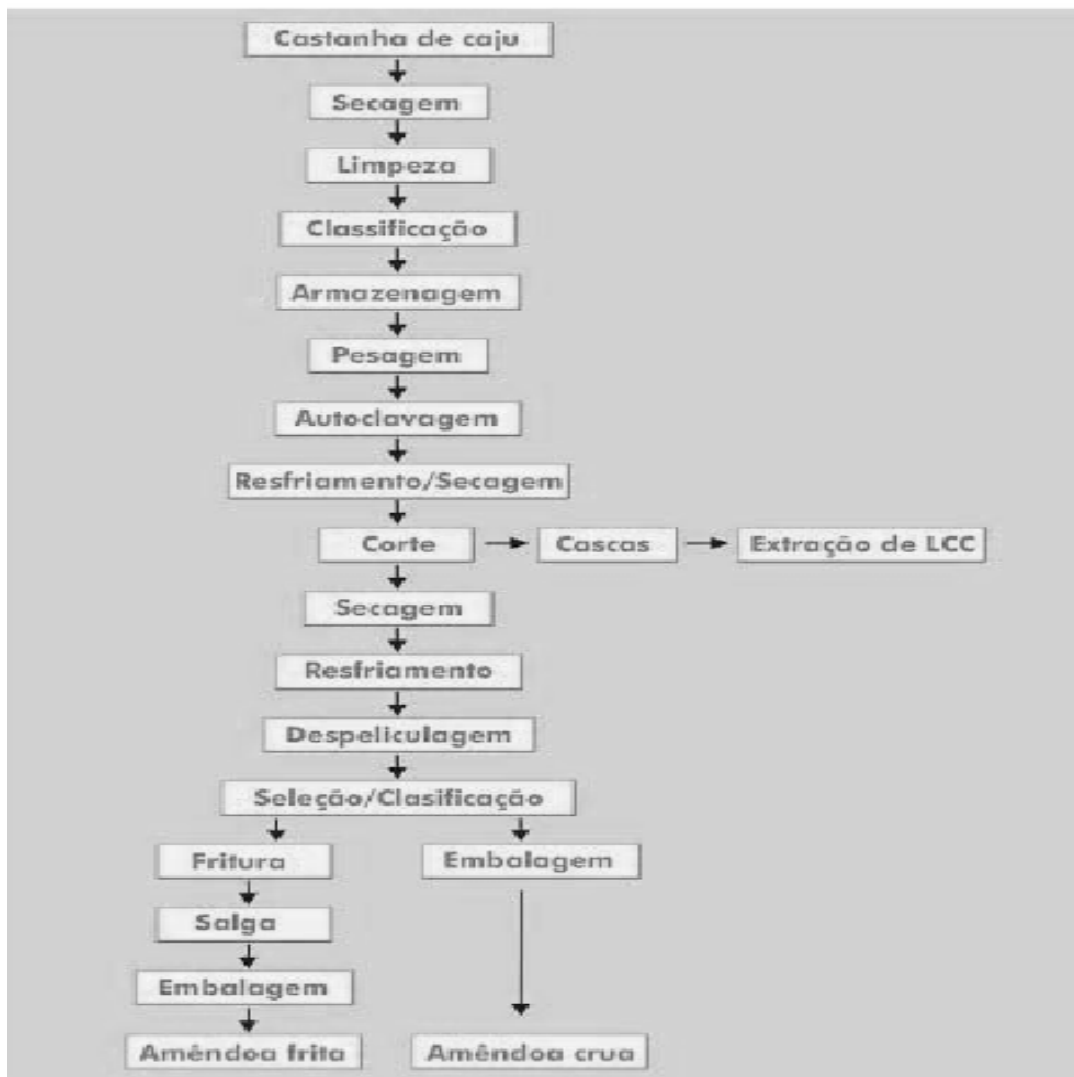 Castanha de caju
Secagem
Limpeza
Classificação
Armazenagem
Pesagem
Autoclavagem
Resfriamento/Secagem
Corte
Cascas
Extração de LCC
Secagem
Resfriamento
Despeliculagem
Seleção/Clasificação
Fritura
Embalagem
Salga
Embalagem
Amêndoa frita
Amêndoa crua